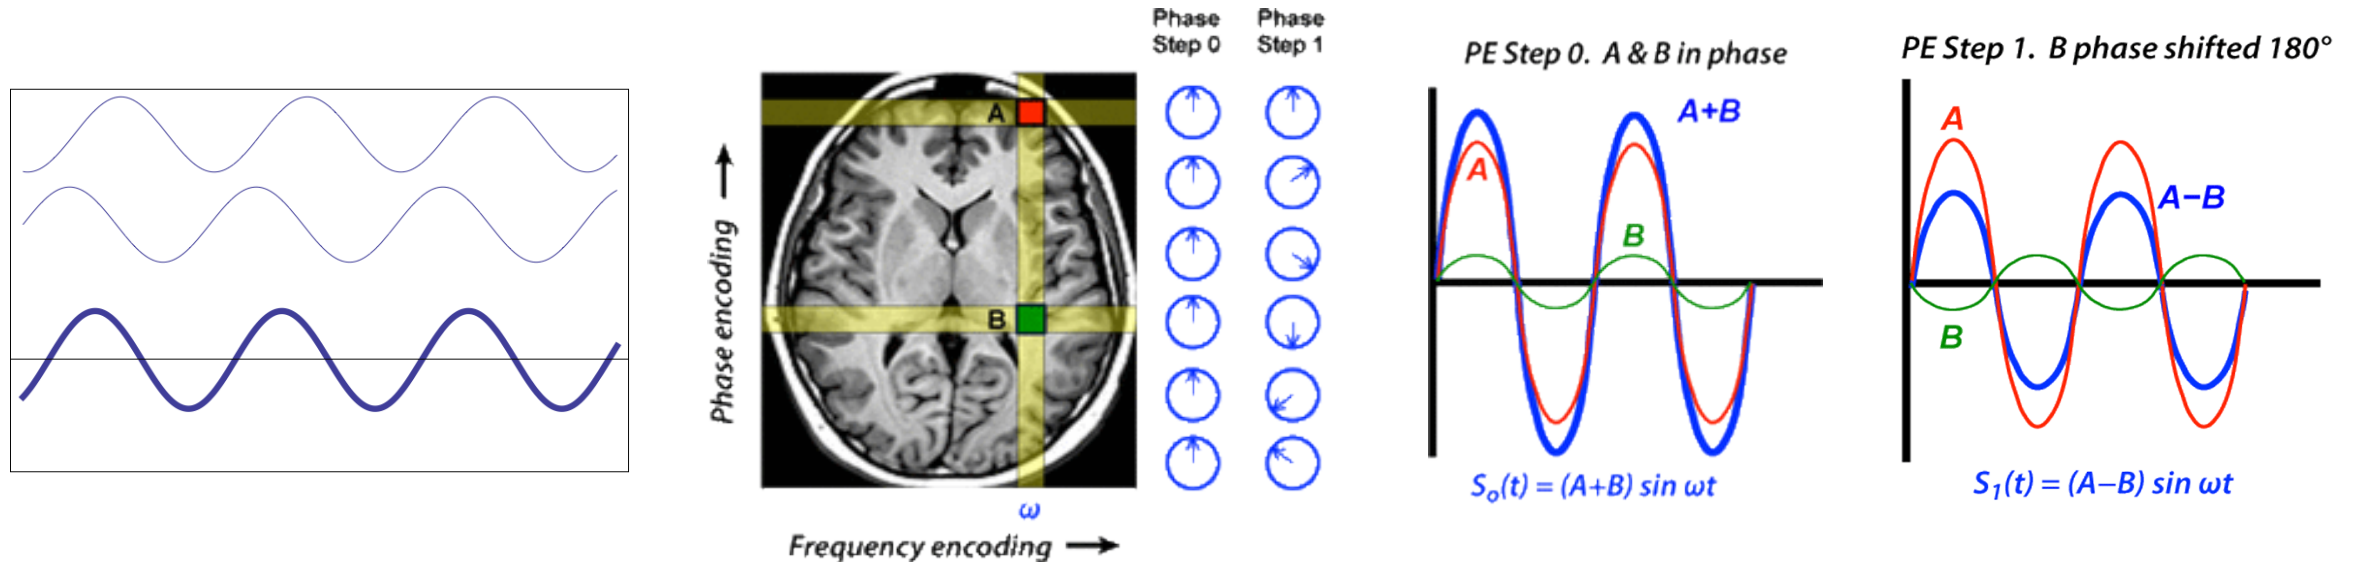 Phase
Step 0
Phase
Step 1
A
B
Phase encoding
ω
Frequency encoding
PE Step 0. A & B in phase
A+B
A
B
S₀(t) = (A+B) sin ωt
PE Step 1. B phase shifted 180°
A
A−B
B
S₁(t) = (A−B) sin ωt